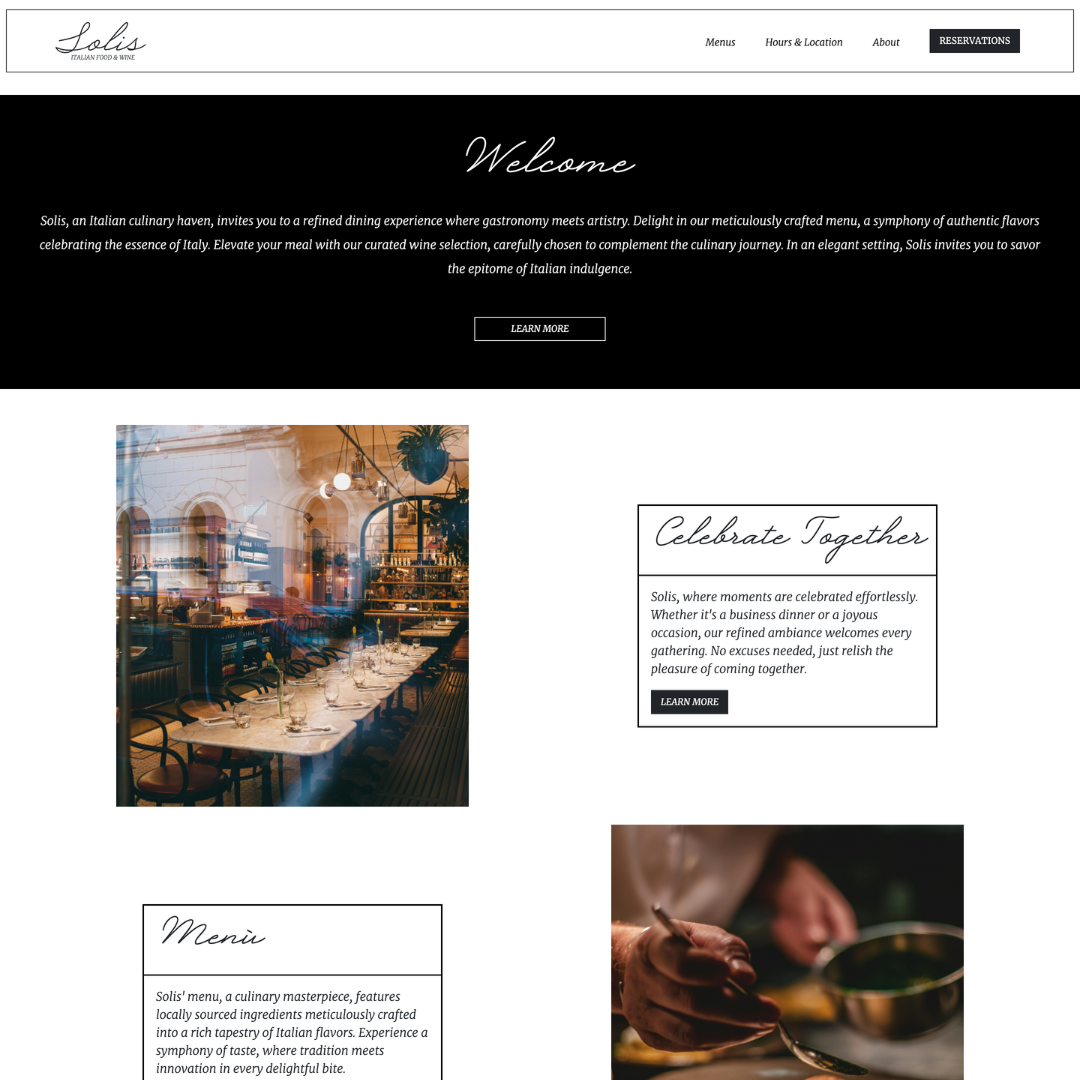 Solis
ITALIAN FOOD & WINE
Menus
Hours & Location
About
RESERVATIONS
Welcome
Solis, an Italian culinary haven, invites you to a refined dining experience where gastronomy meets artistry. Delight in our meticulously crafted menu, a symphony of authentic flavors
celebrating the essence of Italy. Elevate your meal with our curated wine selection, carefully chosen to complement the culinary journey. In an elegant setting, Solis invites you to savor
the epitome of Italian indulgence.
LEARN MORE
Celebrate Together
Solis, where moments are celebrated effortlessly.
Whether it's a business dinner or a joyous
occasion, our refined ambiance welcomes every
gathering. No excuses needed, just relish the
pleasure of coming together.
LEARN MORE
Menù
Solis' menu, a culinary masterpiece, features
locally sourced ingredients meticulously crafted
into a rich tapestry of Italian flavors. Experience a
symphony of taste, where tradition meets
innovation in every delightful bite.